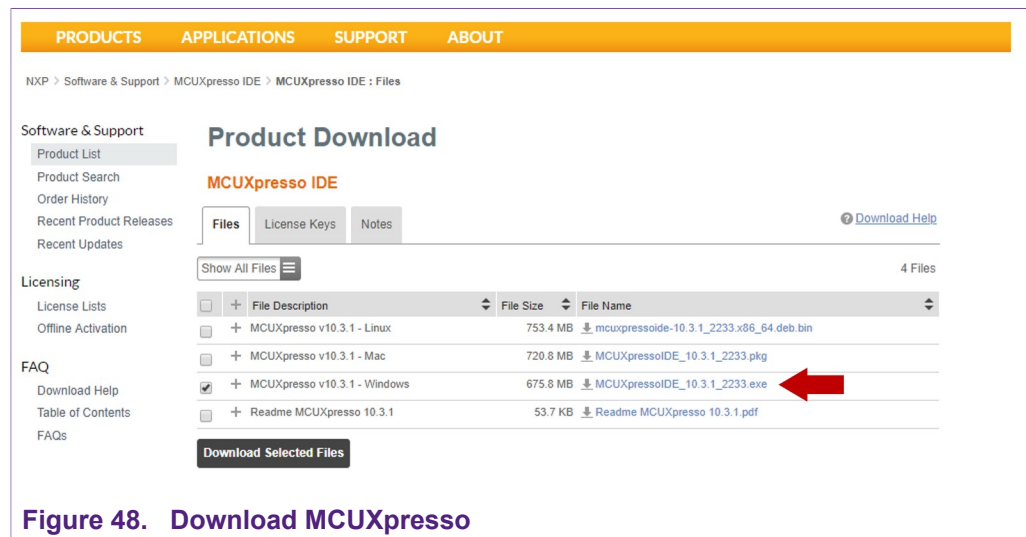 PRODUCTS APPLICATIONS SUPPORT ABOUT
NXP > Software & Support > MCUXpresso IDE > MCUXpresso IDE : Files
Software & Support
Product List
Product Search
Order History
Recent Product Releases
Recent Updates
Licensing
License Lists
Offline Activation
FAQ
Download Help
Table of Contents
FAQs
Product Download
MCUXpresso IDE
Files License Keys Notes
Download Help
Show All Files
4 Files
File Description File Size File Name
MCUXpresso v10.3.1 - Linux 753.4 MB mcuxpressoide-10.3.1_2233.x86_64.deb.bin
MCUXpresso v10.3.1 - Mac 720.8 MB MCUXpressoIDE_10.3.1_2233.pkg
MCUXpresso v10.3.1 - Windows 675.8 MB MCUXpressoIDE_10.3.1_2233.exe
Readme MCUXpresso 10.3.1 53.7 KB Readme MCUXpresso 10.3.1.pdf
Download Selected Files
Figure 48. Download MCUXpresso